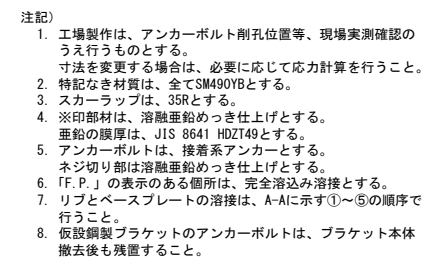 注記)
1. 工場製作は、アンカーボルト削孔位置等、現場実測確認の
うえ行うものとする。
寸法を変更する場合は、必要に応じて応力計算を行うこと。
2. 特記なき材質は、全てSM490YBとする。
3. スカーラップは、35Rとする。
4. ※印部材は、溶融亜鉛めっき仕上げとする。
亜鉛の膜厚は、JIS 8641 HDZT49とする。
5. アンカーボルトは、接着系アンカーとする。
ネジ切り部は溶融亜鉛めっき仕上げとする。
6. 「F.P.」の表示のある個所は、完全溶込み溶接とする。
7. リブとベースプレートの溶接は、A-Aに示す①～⑤の順序で
行うこと。
8. 仮設鋼製ブラケットのアンカーボルトは、ブラケット本体
撤去後も残置すること。